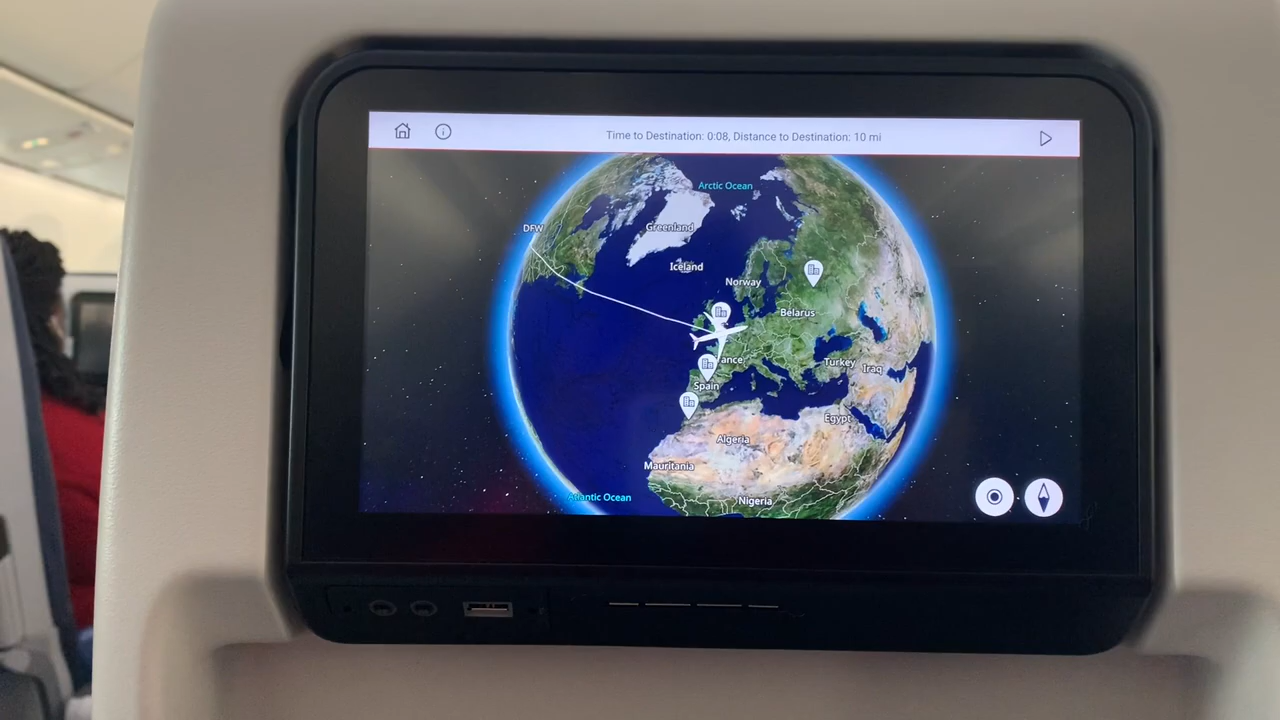 Time to Destination: 0:08, Distance to Destination: 10 mi
Arctic Ocean
DFW
Greenland
Iceland
Norway
Belarus
ance
Turkey
Iraq
Spain
Egypt
Algeria
Mauritania
Atlantic Ocean
Nigeria